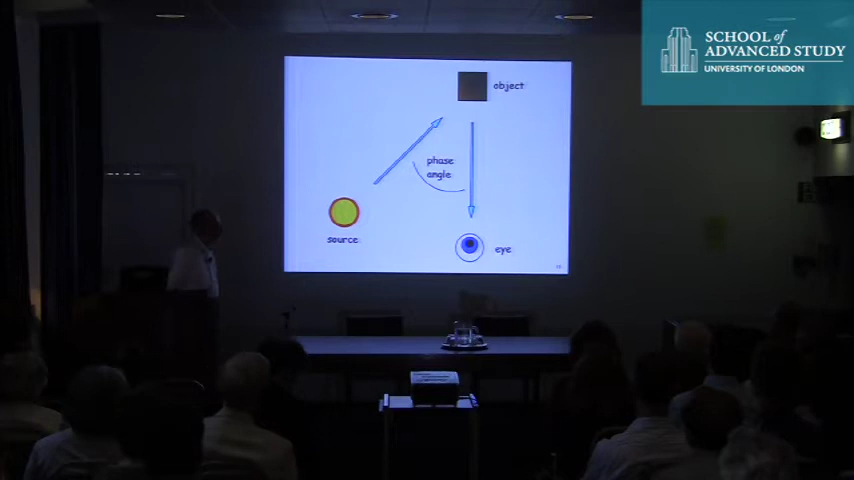 SCHOOL of
ADVANCED STUDY
UNIVERSITY OF LONDON
object
phase
angle
source
eye